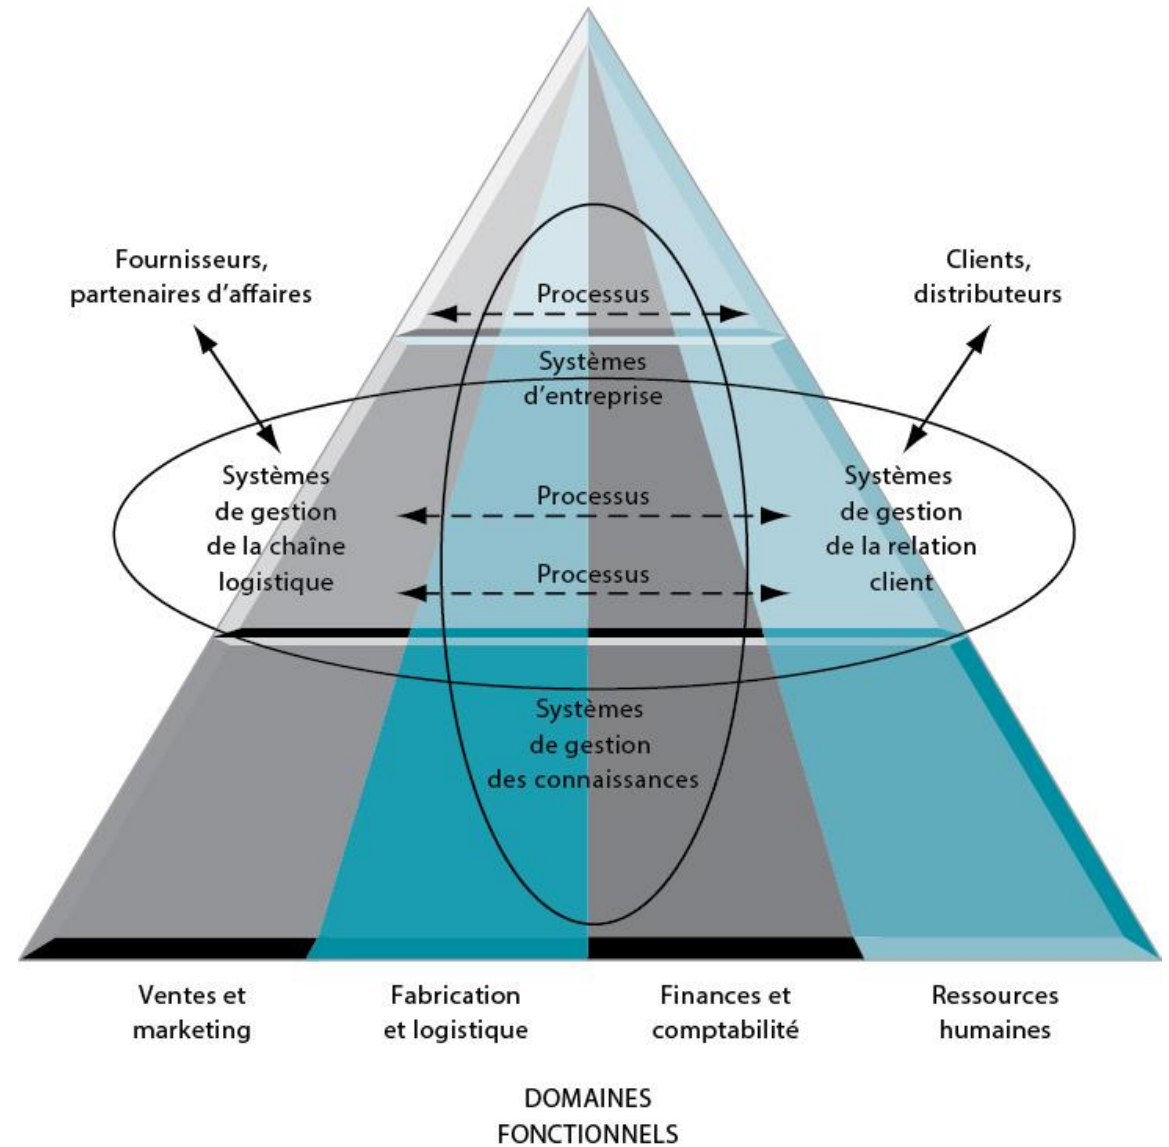 Fournisseurs,
partenaires d'affaires
Clients,
distributeurs
Processus
Systèmes
d'entreprise
Systèmes
de gestion
de la chaîne
logistique
Processus
Processus
Systèmes
de gestion
de la relation
client
Systèmes
de gestion
des connaissances
Ventes et
marketing
Fabrication
et logistique
Finances et
comptabilité
Ressources
humaines
DOMAINES
FONCTIONNELS